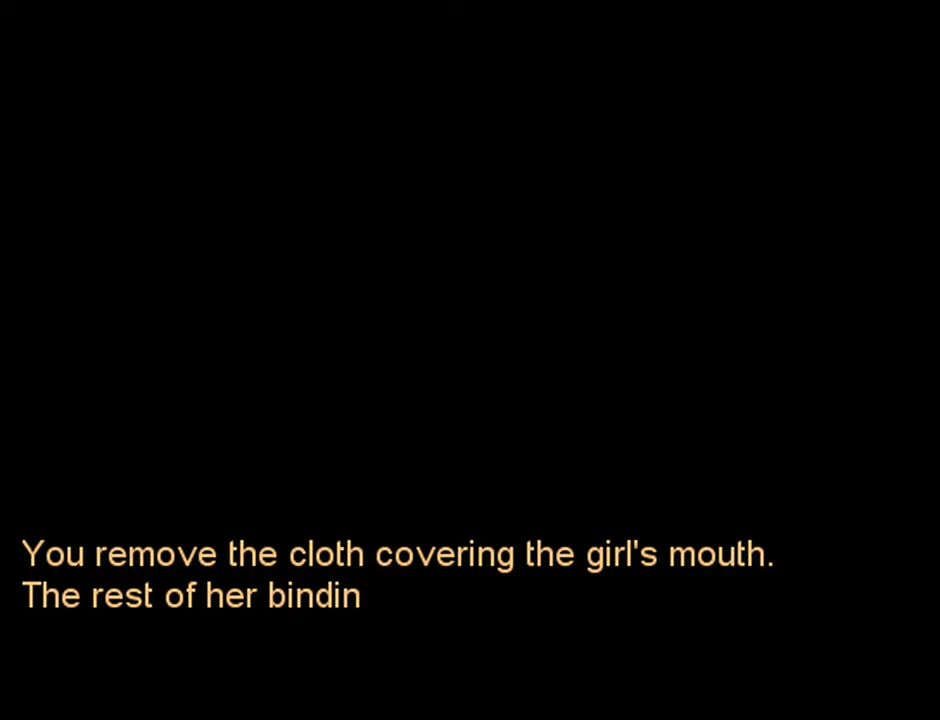 You remove the cloth covering the girl's mouth.
The rest of her bindin